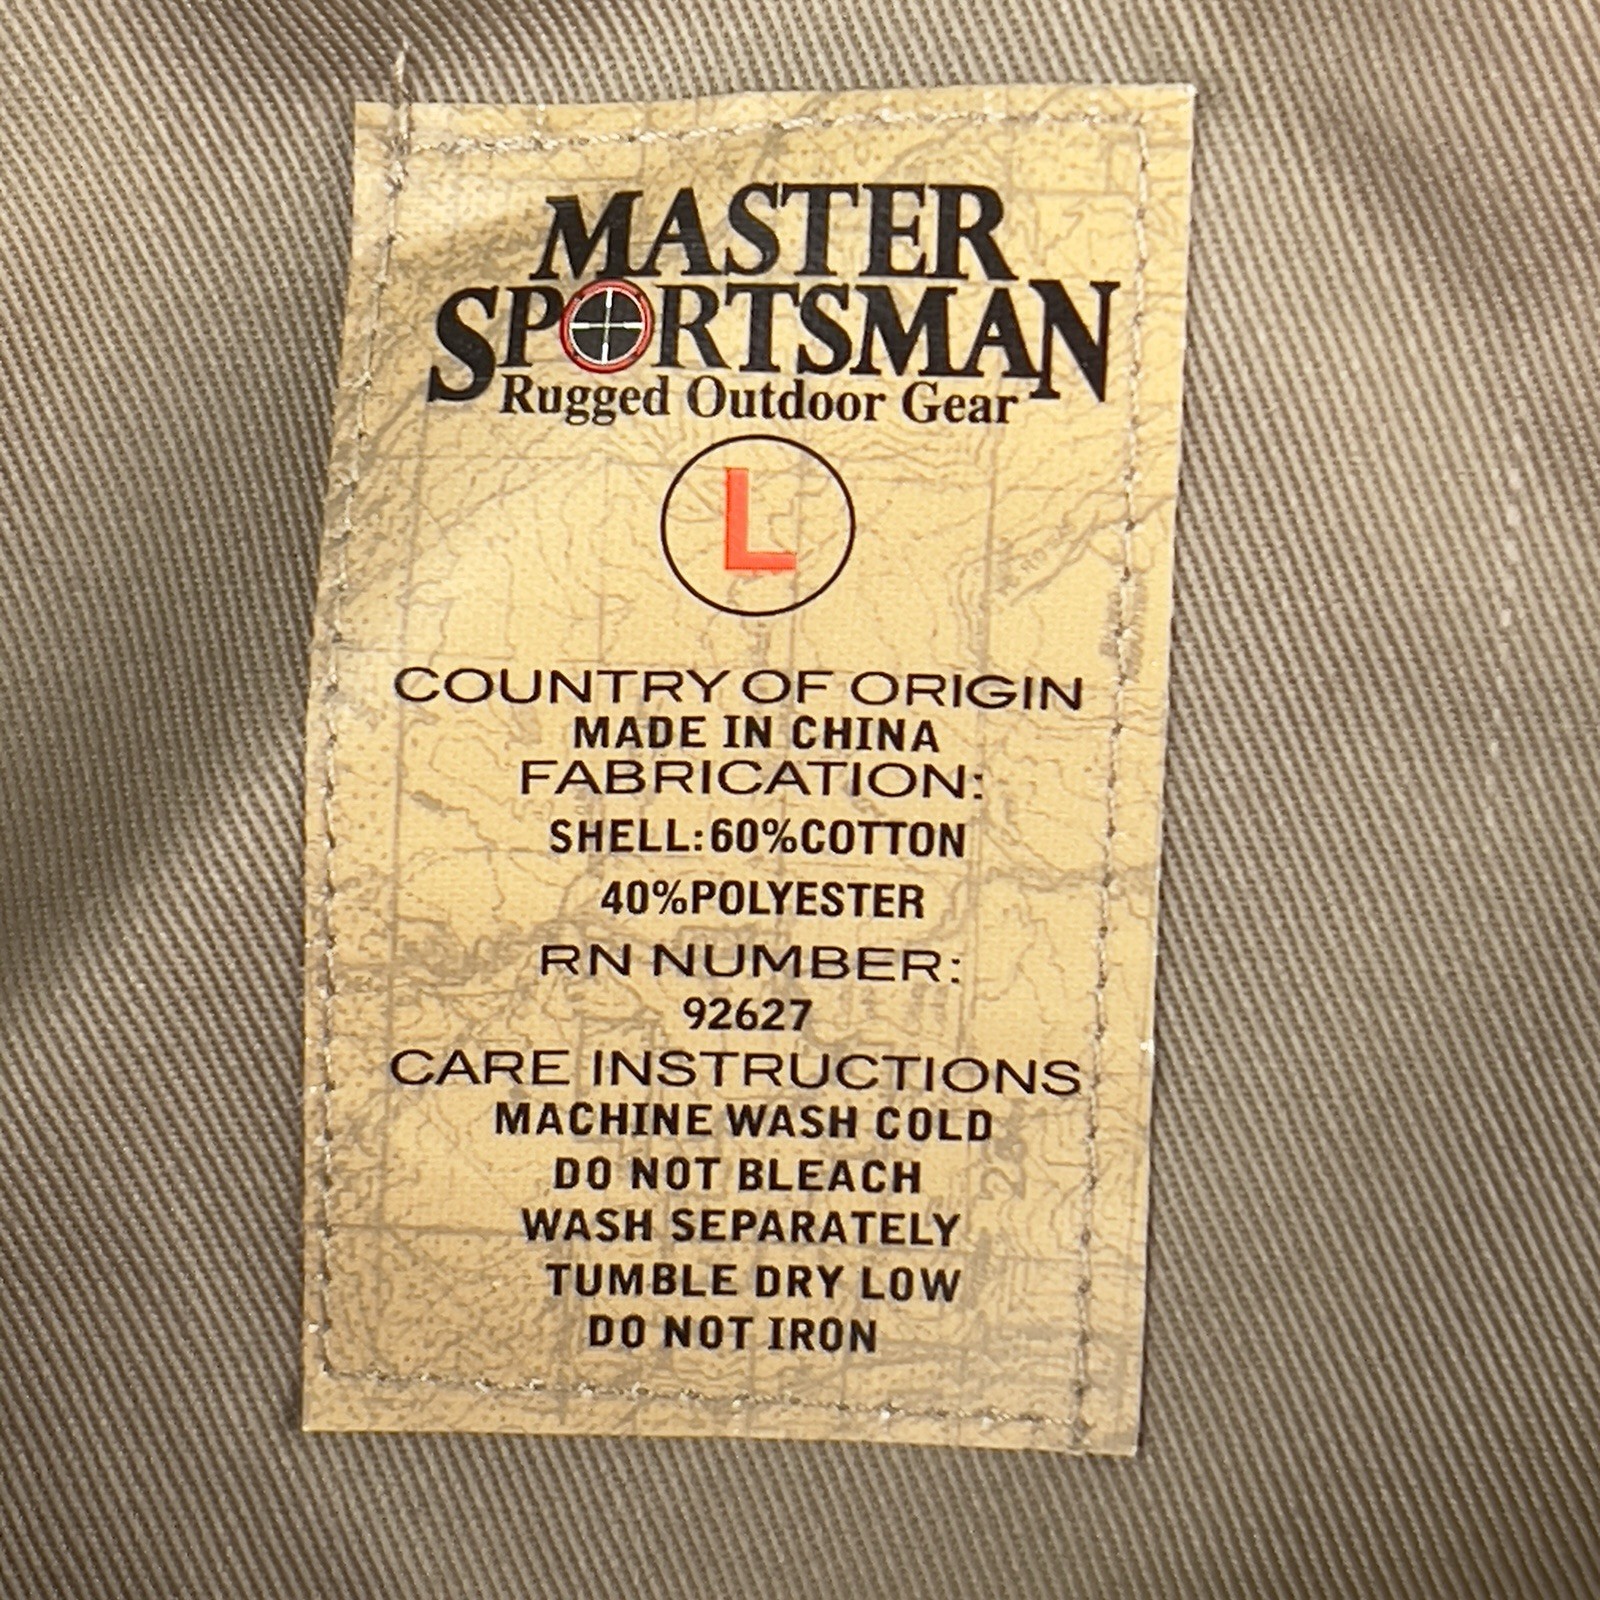 MASTER
SPORTSMAN
Rugged Outdoor Gear
L
COUNTRY OF ORIGIN
MADE IN CHINA
FABRICATION:
SHELL:60%COTTON
40%POLYESTER
RN NUMBER:
92627
CARE INSTRUCTIONS
MACHINE WASH COLD
DO NOT BLEACH
WASH SEPARATELY
TUMBLE DRY LOW
DO NOT IRON